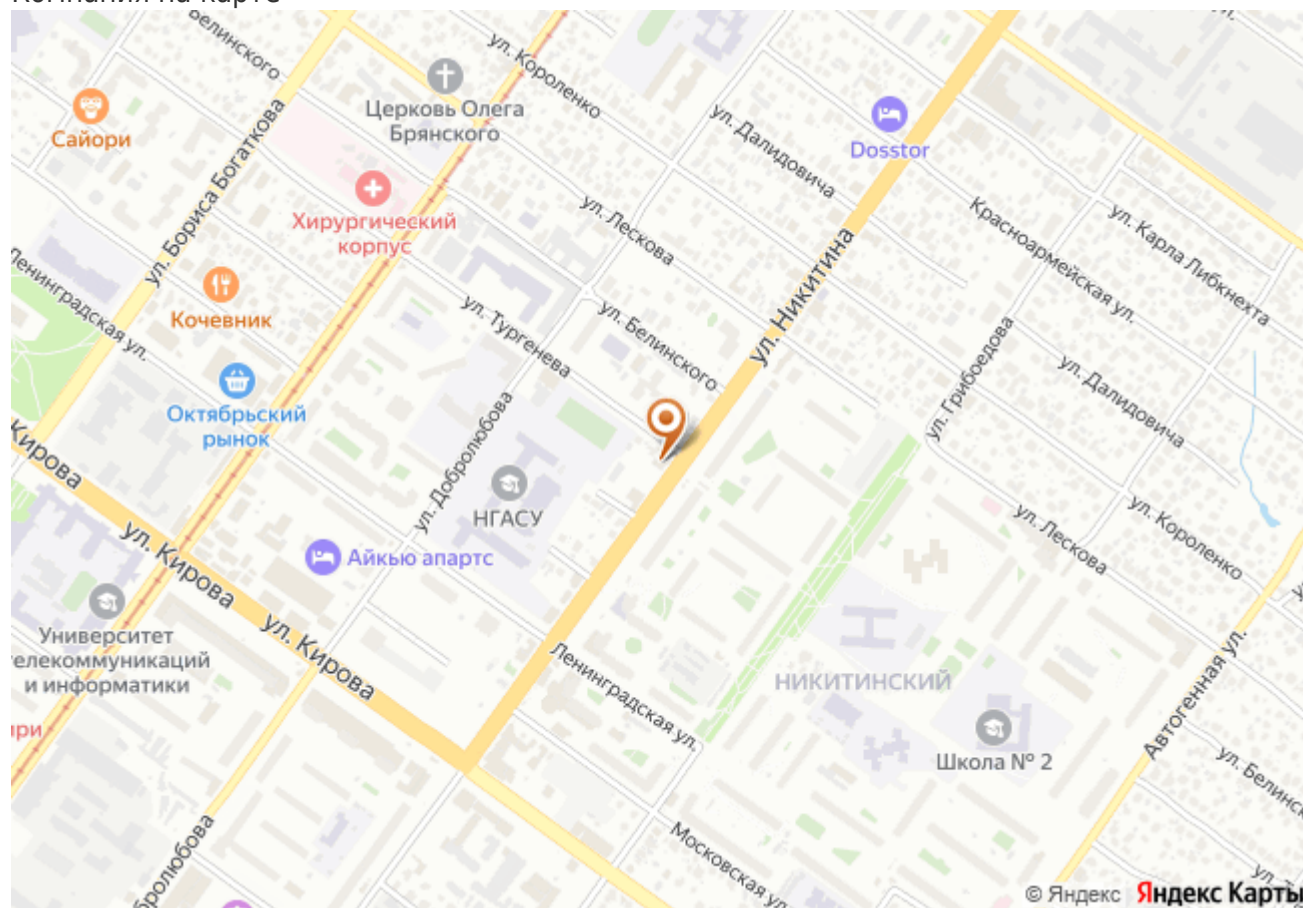 Компания на карте
Белинского
ул. Короленко
Церковь Олега
Брянского
Сайори
ул. Далидовича
Dosstor
ул. Бориса Богаткова
Хирургический
корпус
ул. Лескова
Красноармейская ул.
ул. Карла Либкнехта
Ленинградская ул.
Кочевник
ул. Тургенева
ул. Белинского
ул. Никитина
ул. Грибоедова
ул. Далидовича
Октябрьский
рынок
ул. Добролюбова
Кирова
НГАСУ
ул. Короленко
ул. Лескова
ул. Кирова
Айкью апартс
Университет
телекоммуникаций
и информатики
ул. Кирова
Ленинградская ул.
НИКИТИНСКИЙ
Автогенная ул.
Школа № 2
ул. Белинск
Московская ул.
бролюбова
© Яндекс Яндекс Карты